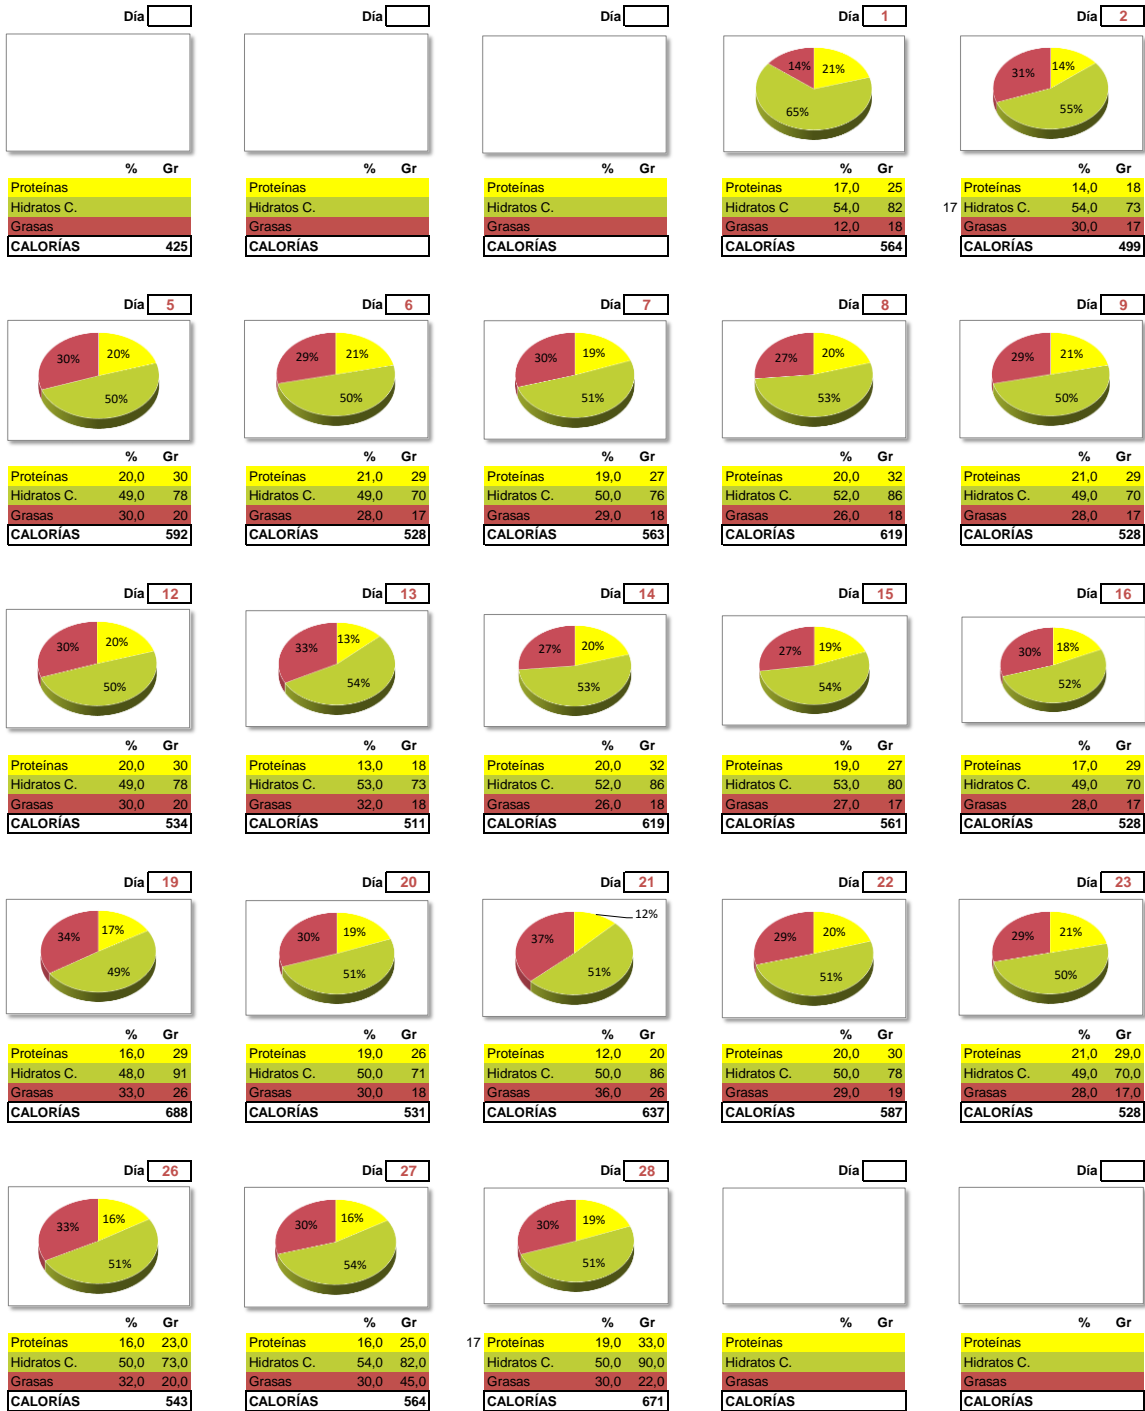 Día Día Día Día 1 Día 2
14% 21% 31% 14%
65% 55%
% Gr % Gr % Gr % Gr % Gr
Proteínas Proteínas Proteínas Proteinas 17,0 25 Proteínas 14,0 18
Hidratos C. Hidratos C. Hidratos C. Hidratos C 54,0 82 17 Hidratos C. 54,0 73
Grasas Grasas Grasas Grasas 12,0 18 Grasas 30,0 17
CALORÍAS 425 CALORÍAS CALORÍAS CALORÍAS 564 CALORÍAS 499
Día 5 Día 6 Día 7 Día 8 Día 9
30% 20% 29% 21% 30% 19% 27% 20% 29% 21%
50% 50% 51% 53% 50%
% Gr % Gr % Gr % Gr % Gr
Proteínas 20,0 30 Proteínas 21,0 29 Proteínas 19,0 27 Proteínas 20,0 32 Proteínas 21,0 29
Hidratos C. 49,0 78 Hidratos C. 49,0 70 Hidratos C. 50,0 76 Hidratos C. 52,0 86 Hidratos C. 49,0 70
Grasas 30,0 20 Grasas 28,0 17 Grasas 29,0 18 Grasas 26,0 18 Grasas 28,0 17
CALORÍAS 592 CALORÍAS 528 CALORÍAS 563 CALORÍAS 619 CALORÍAS 528
Día 12 Día 13 Día 14 Día 15 Día 16
30% 20% 33% 13% 27% 20% 27% 19% 30% 18%
50% 54% 53% 54% 52%
% Gr % Gr % Gr % Gr % Gr
Proteínas 20,0 30 Proteínas 13,0 18 Proteínas 20,0 32 Proteínas 19,0 27 Proteínas 17,0 29
Hidratos C. 49,0 78 Hidratos C. 53,0 73 Hidratos C. 52,0 86 Hidratos C. 53,0 80 Hidratos C. 49,0 70
Grasas 30,0 20 Grasas 32,0 18 Grasas 26,0 18 Grasas 27,0 17 Grasas 28,0 17
CALORÍAS 534 CALORÍAS 511 CALORÍAS 619 CALORÍAS 561 CALORÍAS 528
Día 19 Día 20 Día 21 Día 22 Día 23
34% 17% 30% 19% 37% 12% 29% 20% 29% 21%
49% 51% 51% 51% 50%
% Gr % Gr % Gr % Gr % Gr
Proteínas 16,0 29 Proteínas 19,0 26 Proteínas 12,0 20 Proteínas 20,0 30 Proteínas 21,0 29,0
Hidratos C. 48,0 91 Hidratos C. 50,0 71 Hidratos C. 50,0 86 Hidratos C. 50,0 78 Hidratos C. 49,0 70,0
Grasas 33,0 26 Grasas 30,0 18 Grasas 36,0 26 Grasas 29,0 19 Grasas 28,0 17,0
CALORÍAS 688 CALORÍAS 531 CALORÍAS 637 CALORÍAS 587 CALORÍAS 528
Día 26 Día 27 Día 28 Día Día
33% 16% 30% 16% 30% 19%
51% 54% 51%
% Gr % Gr % Gr % Gr % Gr
Proteínas 16,0 23,0 Proteínas 16,0 25,0 17 Proteínas 19,0 33,0 Proteínas Proteínas
Hidratos C. 50,0 73,0 Hidratos C. 54,0 82,0 Hidratos C. 50,0 90,0 Hidratos C. Hidratos C.
Grasas 32,0 20,0 Grasas 30,0 45,0 Grasas 30,0 22,0 Grasas Grasas
CALORÍAS 543 CALORÍAS 564 CALORÍAS 671 CALORÍAS CALORÍAS